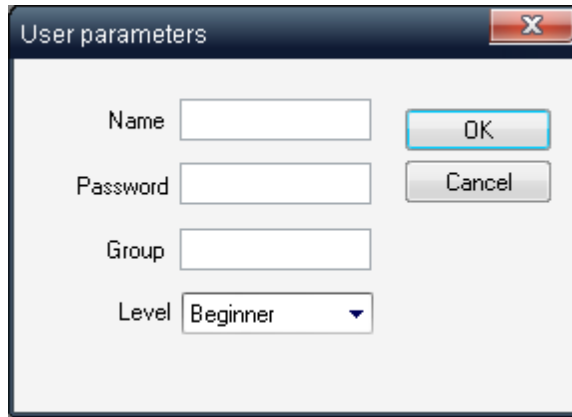 User parameters
Name
OK
Password
Cancel
Group
Level Beginner